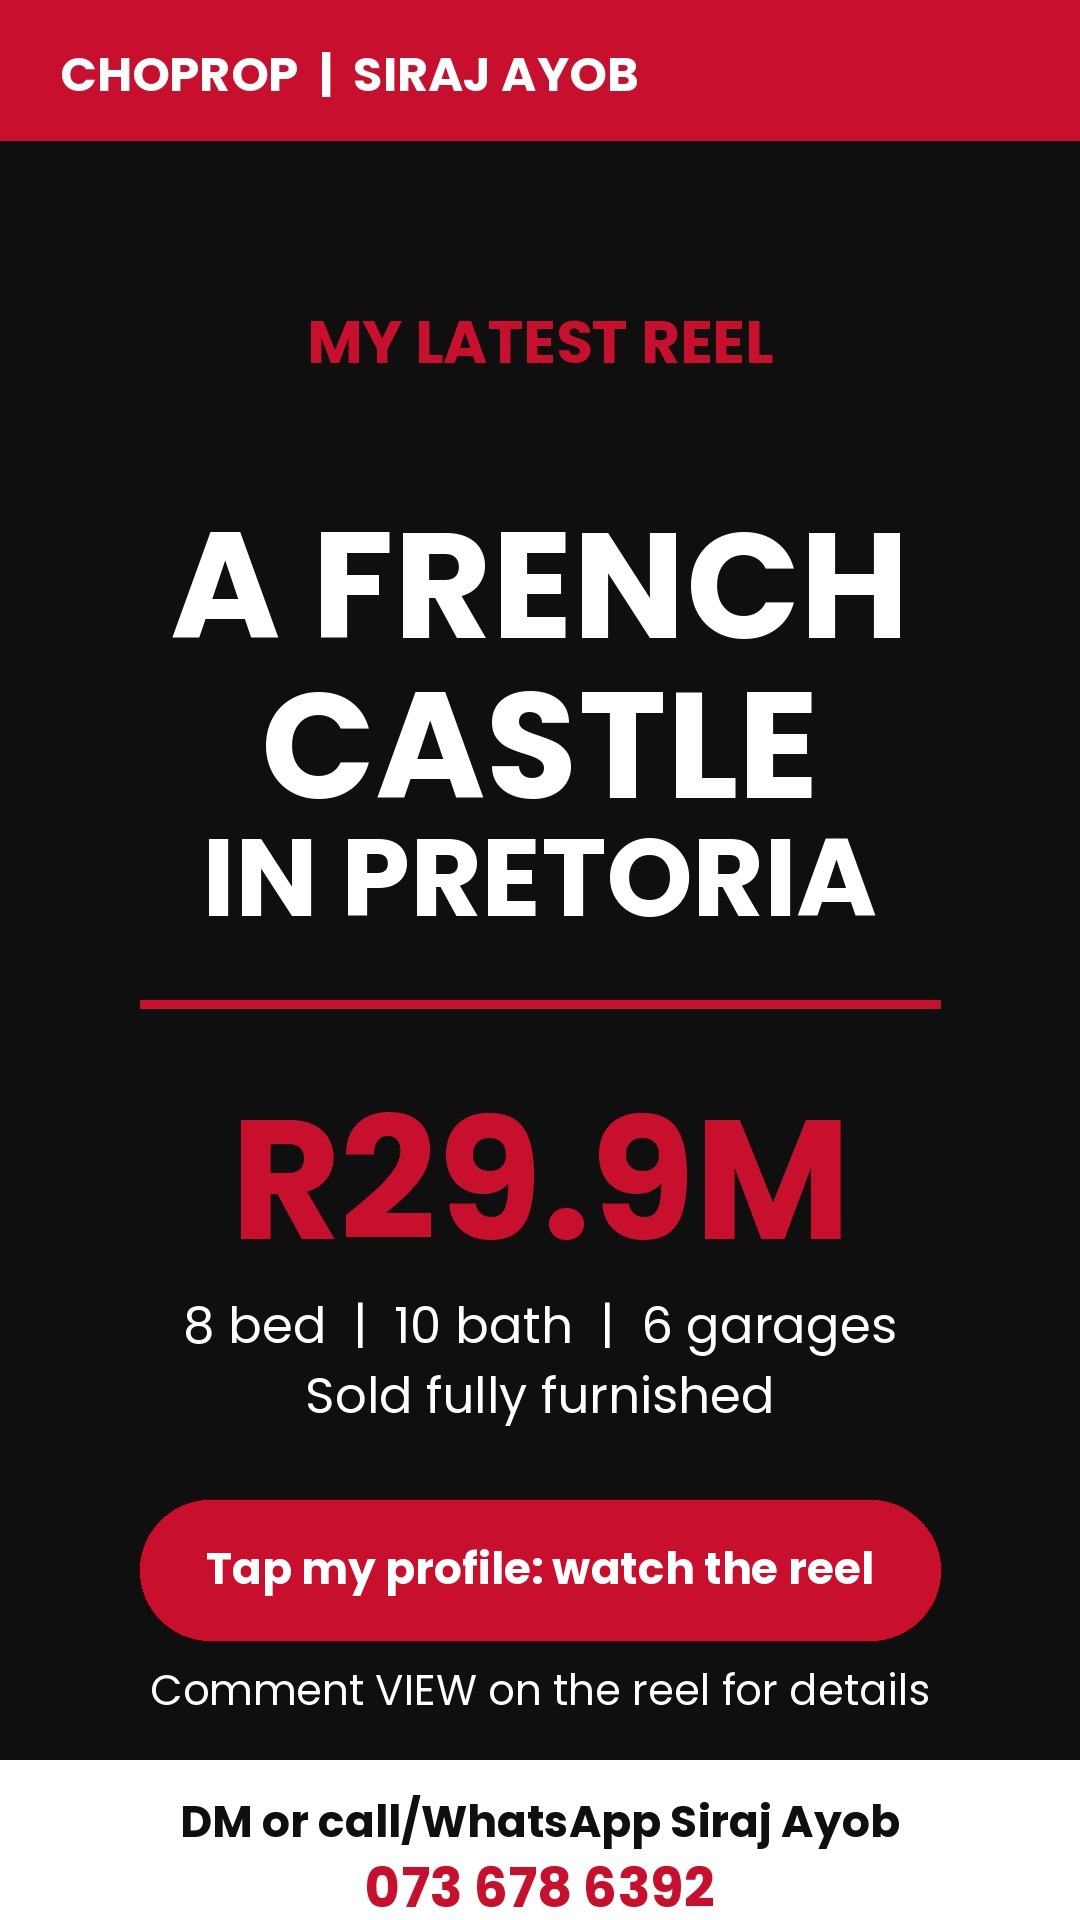 CHOPROP | SIRAJ AYOB
MY LATEST REEL
A FRENCH
CASTLE
IN PRETORIA
R29.9M
8 bed | 10 bath | 6 garages
Sold fully furnished
Tap my profile: watch the reel
Comment VIEW on the reel for details
DM or call/WhatsApp Siraj Ayob
073 678 6392